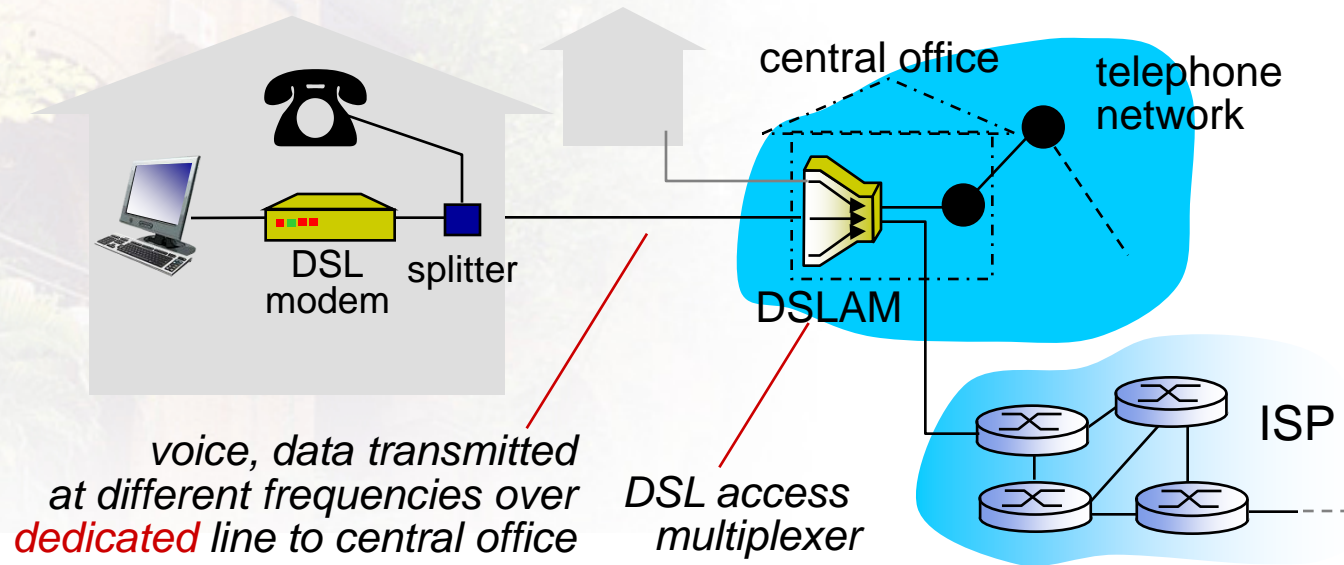 central office
telephone
network
DSL
modem
splitter
DSLAM
ISP
voice, data transmitted
at different frequencies over
dedicated line to central office
DSL access
multiplexer